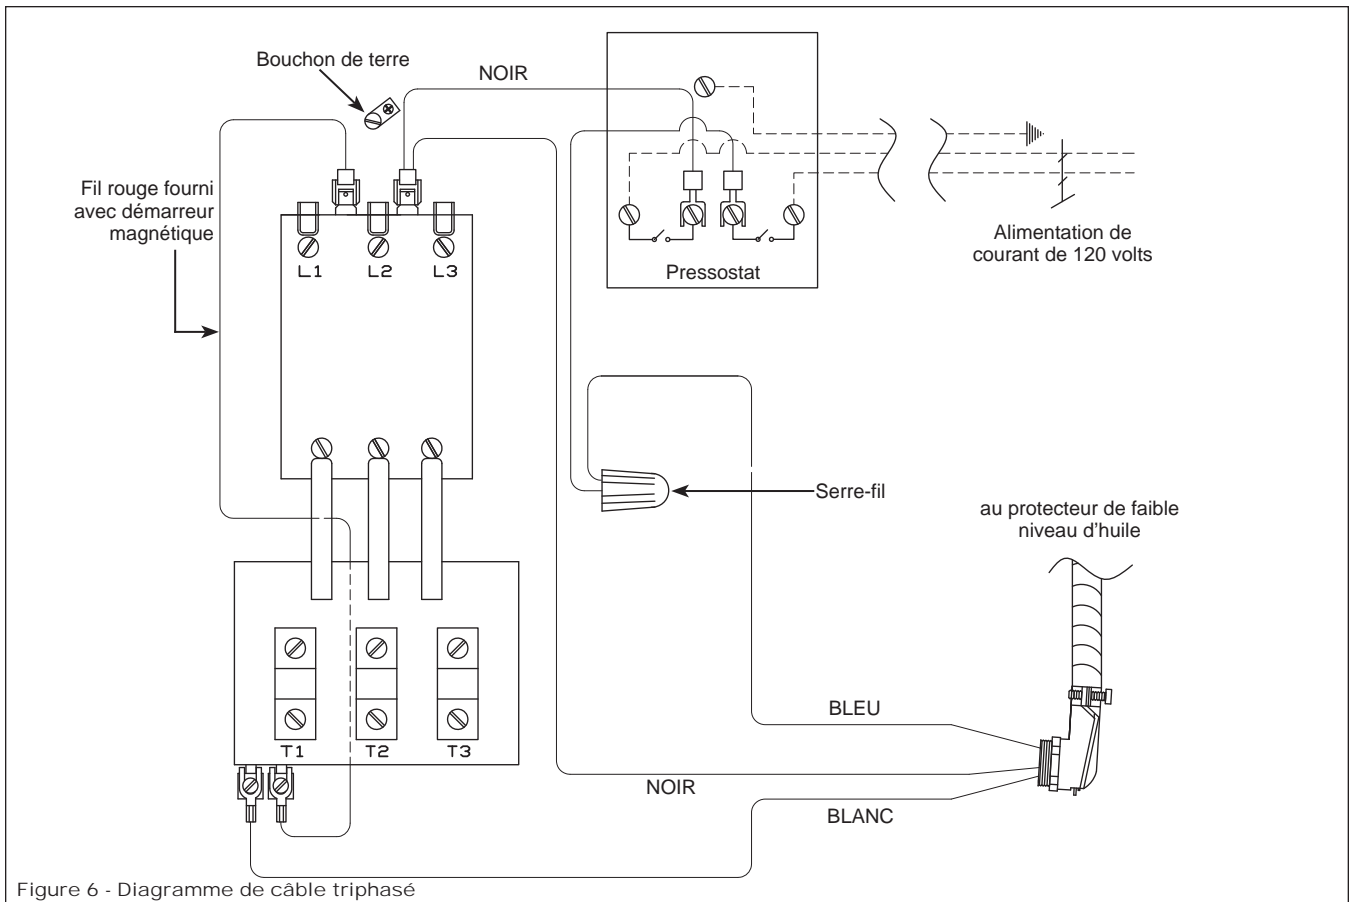 Bouchon de terre
NOIR
Fil rouge fourni
avec démarreur
magnétique
L1 L2 L3
Pressostat
Alimentation de
courant de 120 volts
Serre-fil
au protecteur de faible
niveau d'huile
T1 T2 T3
BLEU
NOIR
BLANC
Figure 6 - Diagramme de câble triphasé